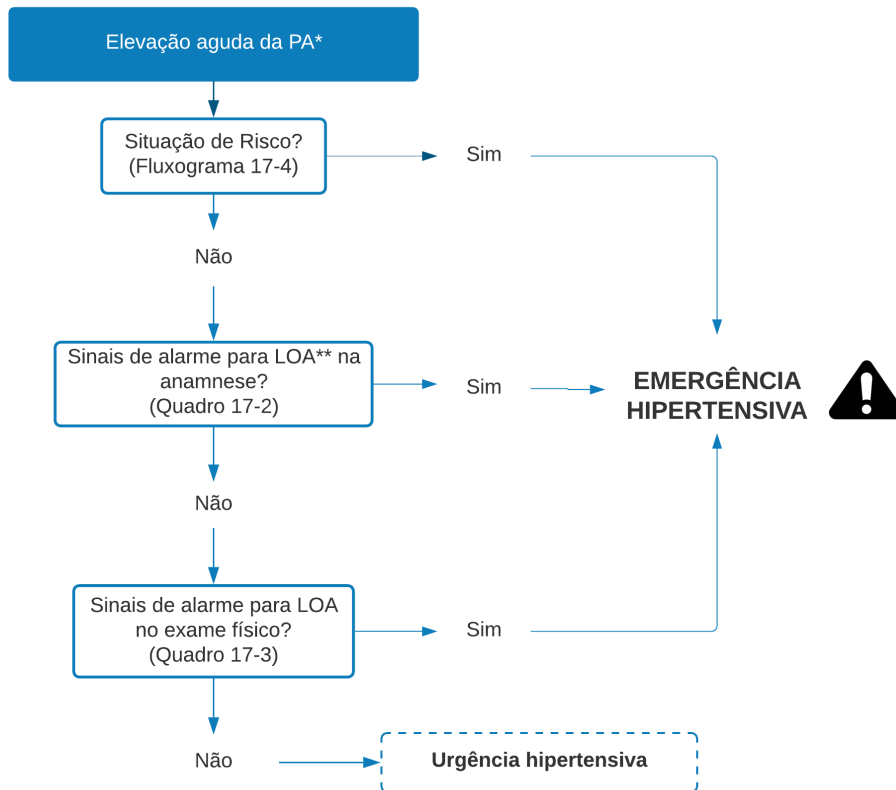 Elevação aguda da PA*
Situação de Risco?
(Fluxograma 17-4)
Sim
Não
Sinais de alarme para LOA** na
anamnese?
(Quadro 17-2)
Sim
EMERGÊNCIA
HIPERTENSIVA
Não
Sinais de alarme para LOA
no exame físico?
(Quadro 17-3)
Sim
Não
Urgência hipertensiva